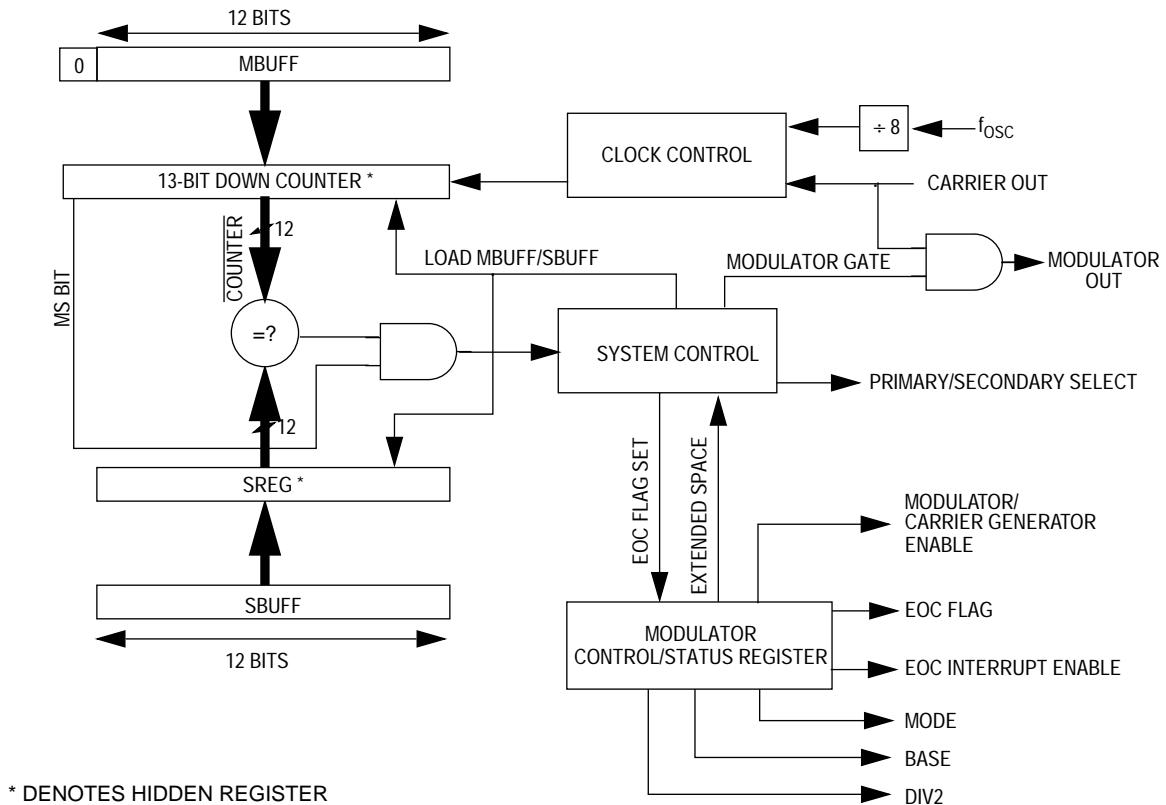 12 BITS
0
MBUFF
÷ 8
fOSC
CLOCK CONTROL
13-BIT DOWN COUNTER *
CARRIER OUT
12
COUNTER
LOAD MBUFF/SBUFF
MODULATOR GATE
MODULATOR
OUT
MS BIT
=?
SYSTEM CONTROL
PRIMARY/SECONDARY SELECT
12
SREG *
EOC FLAG SET
EXTENDED SPACE
MODULATOR/
CARRIER GENERATOR
ENABLE
SBUFF
EOC FLAG
12 BITS
MODULATOR
CONTROL/STATUS REGISTER
EOC INTERRUPT ENABLE
MODE
BASE
DIV2
* DENOTES HIDDEN REGISTER